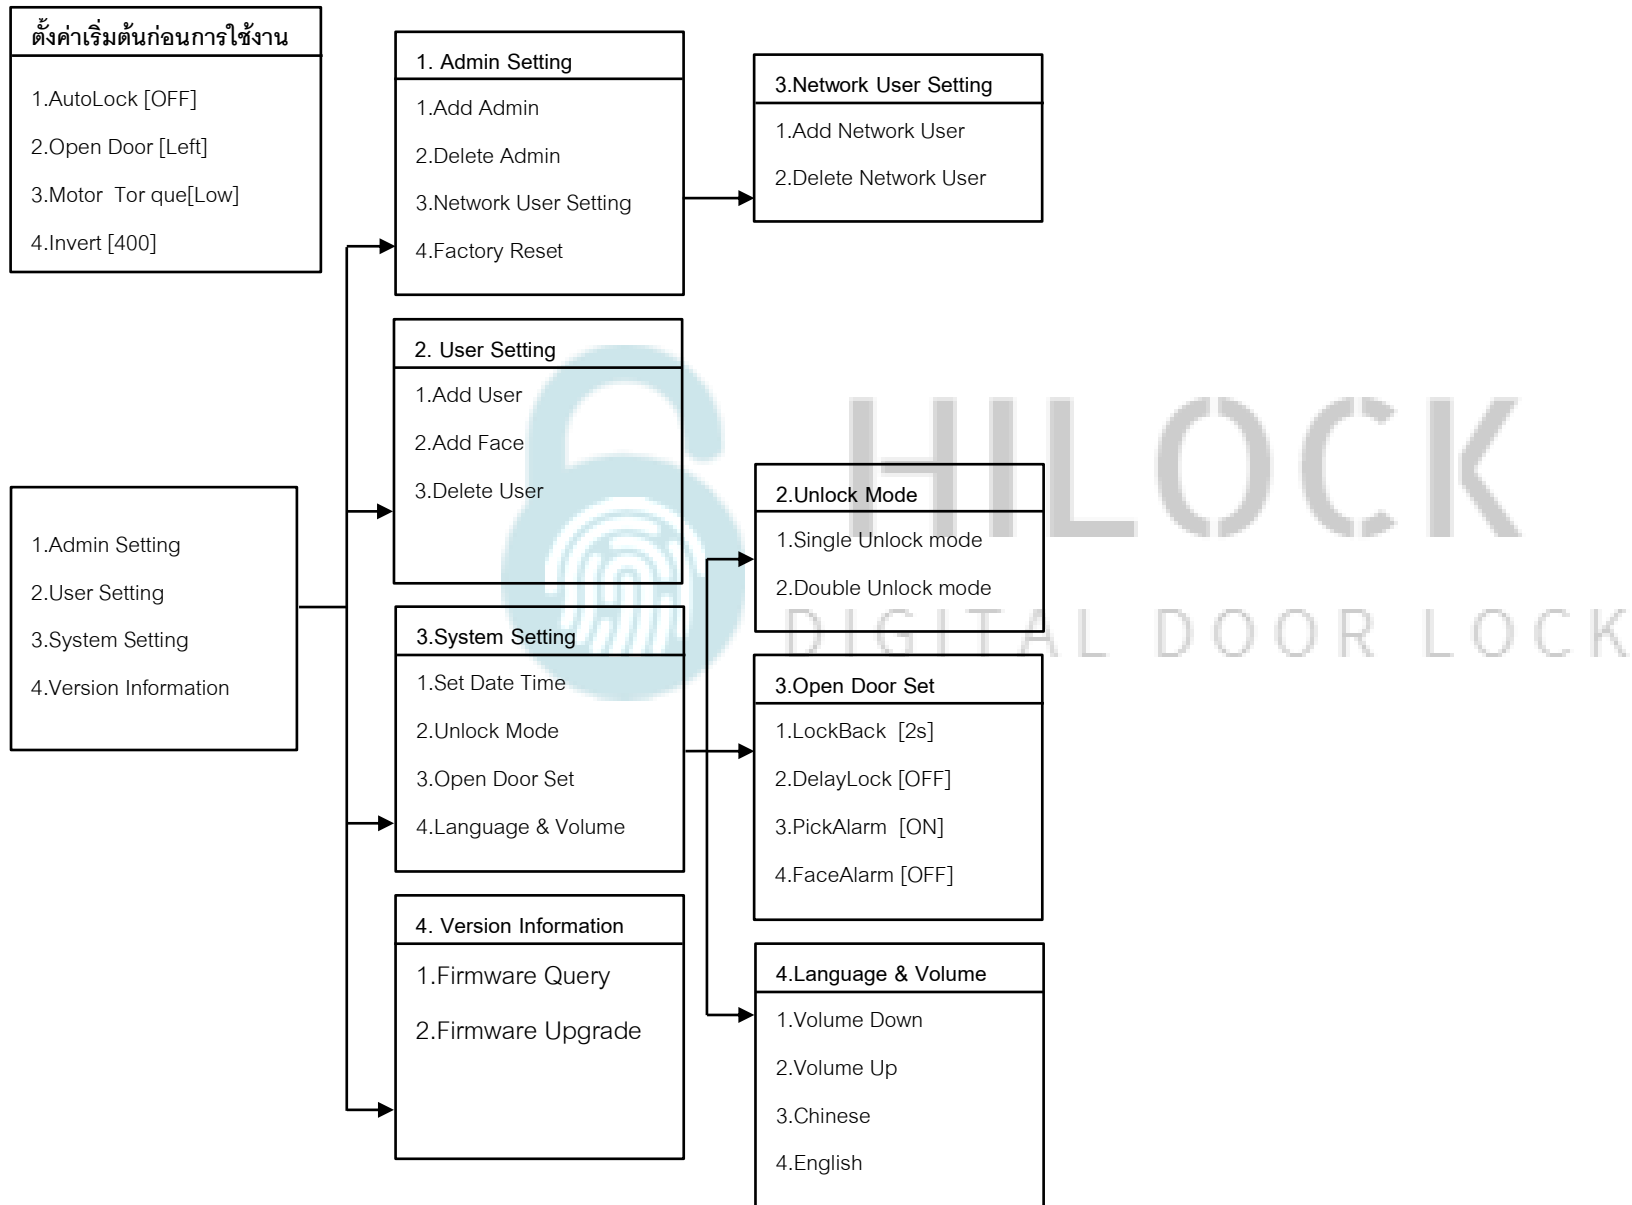 ตั้งค่าเริ่มต้นก่อนการใช้งาน
1.AutoLock [OFF]
2.Open Door [Left]
3.Motor  Tor que[Low]
4.Invert [400]
1.Admin Setting
2.User Setting
3.System Setting
4.Version Information
1. Admin Setting
1.Add Admin
2.Delete Admin
3.Network User Setting
4.Factory Reset
2. User Setting
1.Add User
2.Add Face
3.Delete User
3.System Setting
1.Set Date Time
2.Unlock Mode
3.Open Door Set
4.Language & Volume
4. Version Information
1.Firmware Query
2.Firmware Upgrade
3.Network User Setting
1.Add Network User
2.Delete Network User
2.Unlock Mode
1.Single Unlock mode
2.Double Unlock mode
3.Open Door Set
1.LockBack  [2s]
2.DelayLock [OFF]
3.PickAlarm  [ON]
4.FaceAlarm [OFF]
4.Language & Volume
1.Volume Down
2.Volume Up
3.Chinese
4.English
HILOCK
DIGITAL DOOR LOCK